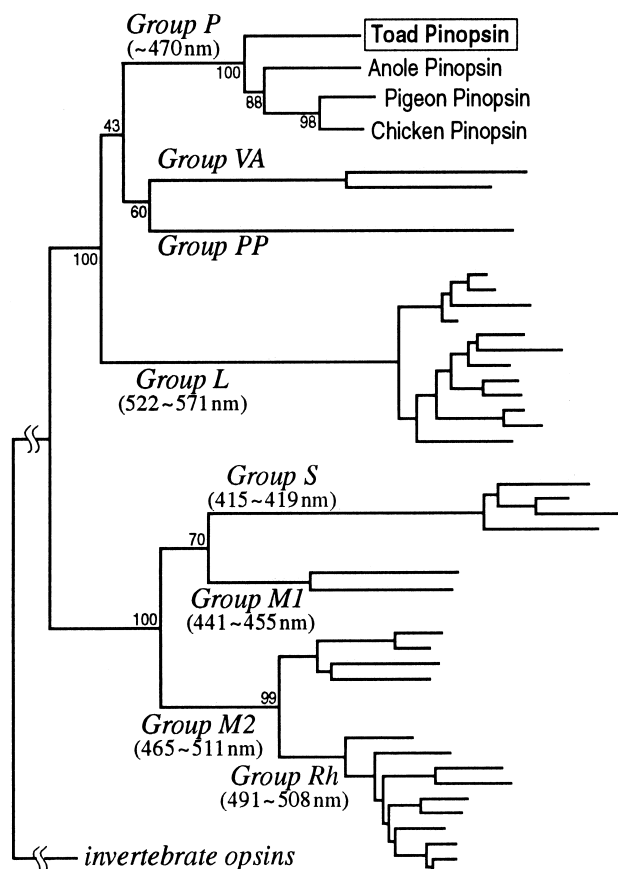 Group P
(~470nm)
Toad Pinopsin
100
Anole Pinopsin
88
Pigeon Pinopsin
98
Chicken Pinopsin
43
Group VA
60
Group PP
100
Group L
(522~571nm)
Group S
(415~419nm)
70
Group M1
(441~455nm)
100
99
Group M2
(465~511nm)
Group Rh
(491~508nm)
invertebrate opsins